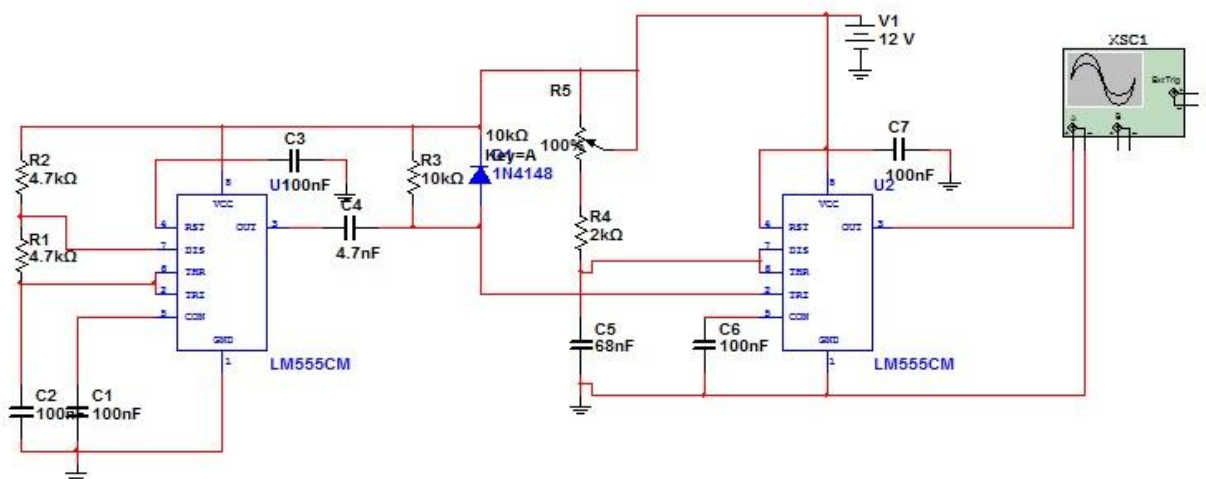 V1
12 V
XSC1
Ext Trig
A
B
R5
10kΩ
Key=A
100%
D1
1N4148
R2
4.7kΩ
R1
4.7kΩ
C3
100nF
U1
R3
10kΩ
C4
4.7nF
VCC
8
4
RST
OUT
3
7
DIS
6
THR
2
TRI
5
CON
GND
1
LM555CM
C2
100nF
C1
100nF
R4
2kΩ
C5
68nF
C6
100nF
C7
100nF
U2
8
VCC
4
RST
OUT
3
7
DIS
6
THR
2
TRI
5
CON
GND
1
LM555CM